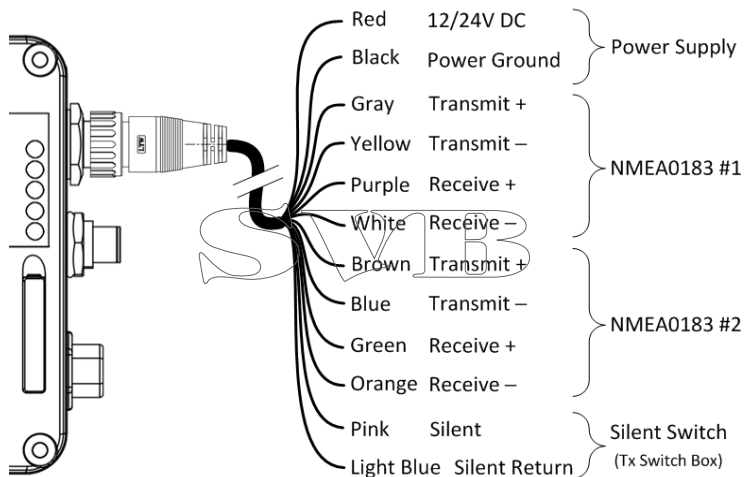 Red 12/24V DC
Black Power Ground
Power Supply
Gray Transmit +
Yellow Transmit –
Purple Receive +
White Receive –
NMEA0183 #1
Brown Transmit +
Blue Transmit –
Green Receive +
Orange Receive –
NMEA0183 #2
Pink Silent
Light Blue Silent Return
Silent Switch
(Tx Switch Box)
LTW
SVB